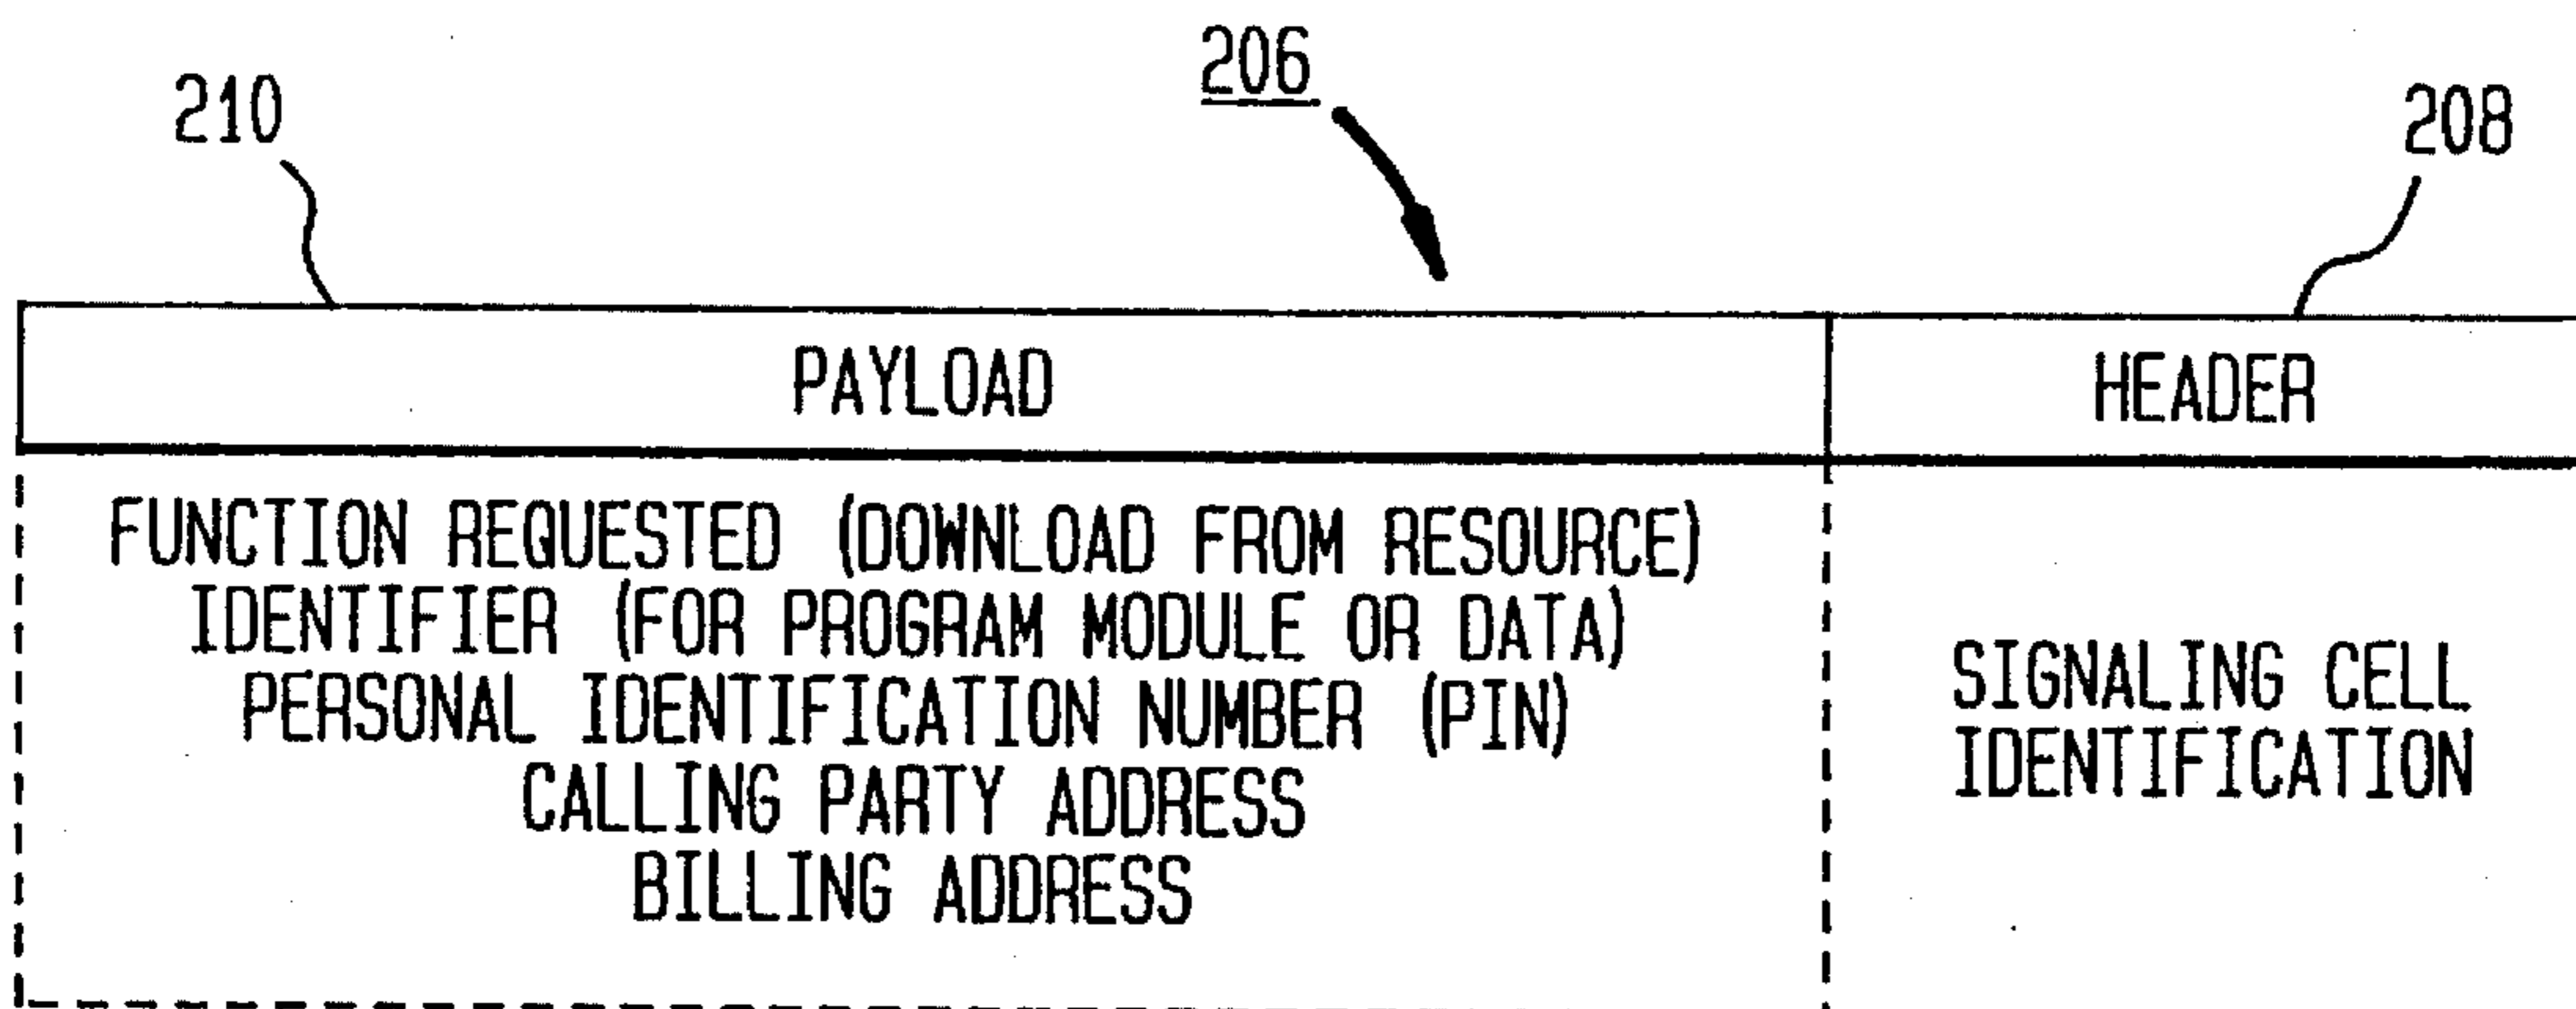 206
210
208
PAYLOAD
HEADER
FUNCTION REQUESTED (DOWNLOAD FROM RESOURCE)
IDENTIFIER (FOR PROGRAM MODULE OR DATA)
PERSONAL IDENTIFICATION NUMBER (PIN)
CALLING PARTY ADDRESS
BILLING ADDRESS
SIGNALING CELL
IDENTIFICATION